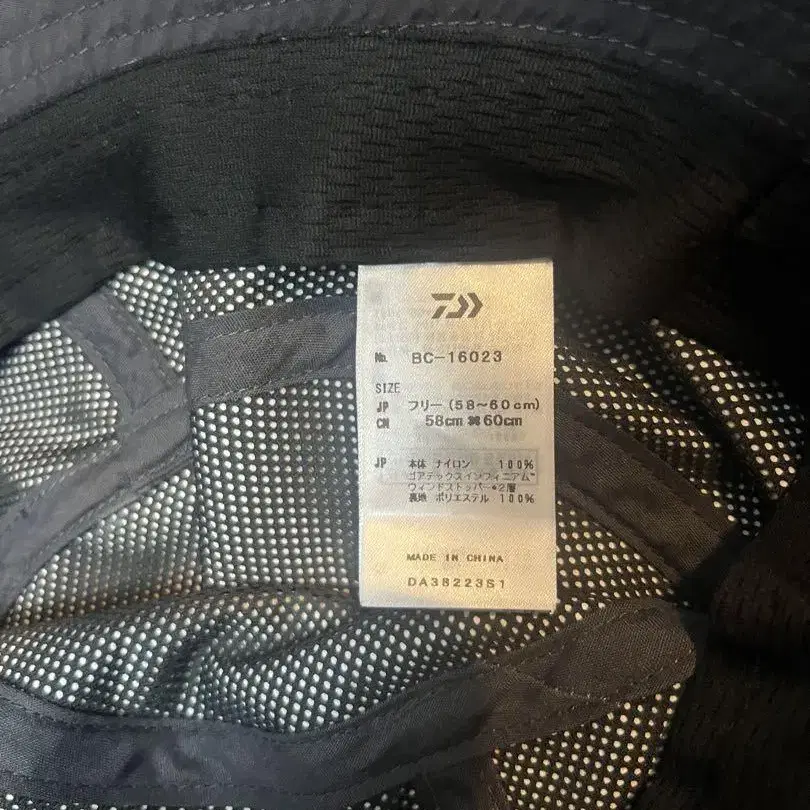 No. BC-16023
SIZE
JP フリー(58~60cm)
CN 58cm※60cm
JP 本体 ナイロン 100%
ゴアテックスインフィニアム™
ウィンドストッパー®2層
裏地 ポリエステル 100%
MADE IN CHINA
DA38223S1